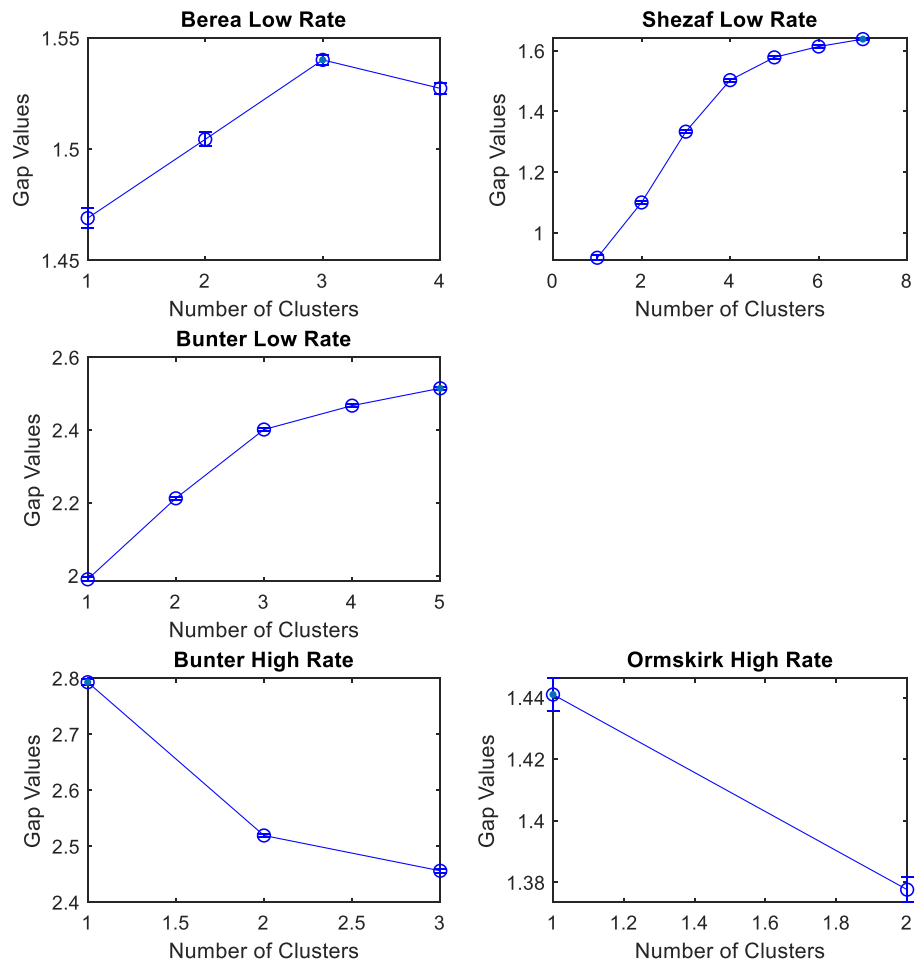 Berea Low Rate
1.55
1.5
1.45
Gap Values
1 2 3 4
Number of Clusters
Shezaf Low Rate
1.6
1.4
1.2
1
Gap Values
0 2 4 6 8
Number of Clusters
Bunter Low Rate
2.6
2.4
2.2
2
Gap Values
1 2 3 4 5
Number of Clusters
Bunter High Rate
2.8
2.7
2.6
2.5
2.4
Gap Values
1 1.5 2 2.5 3
Number of Clusters
Ormskirk High Rate
1.44
1.42
1.4
1.38
Gap Values
1 1.2 1.4 1.6 1.8 2
Number of Clusters